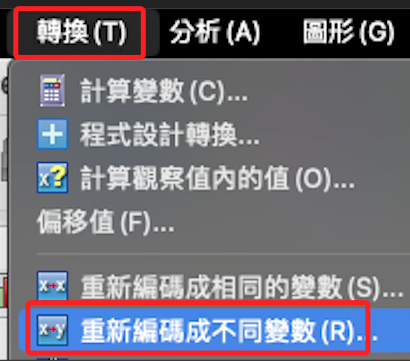 轉換(T) 分析(A) 圖形(G)
計算變數(C)...
程式設計轉換...
計算觀察值內的值(O)...
偏移值(F)...
重新編碼成相同的變數(S)...
重新編碼成不同變數(R)...